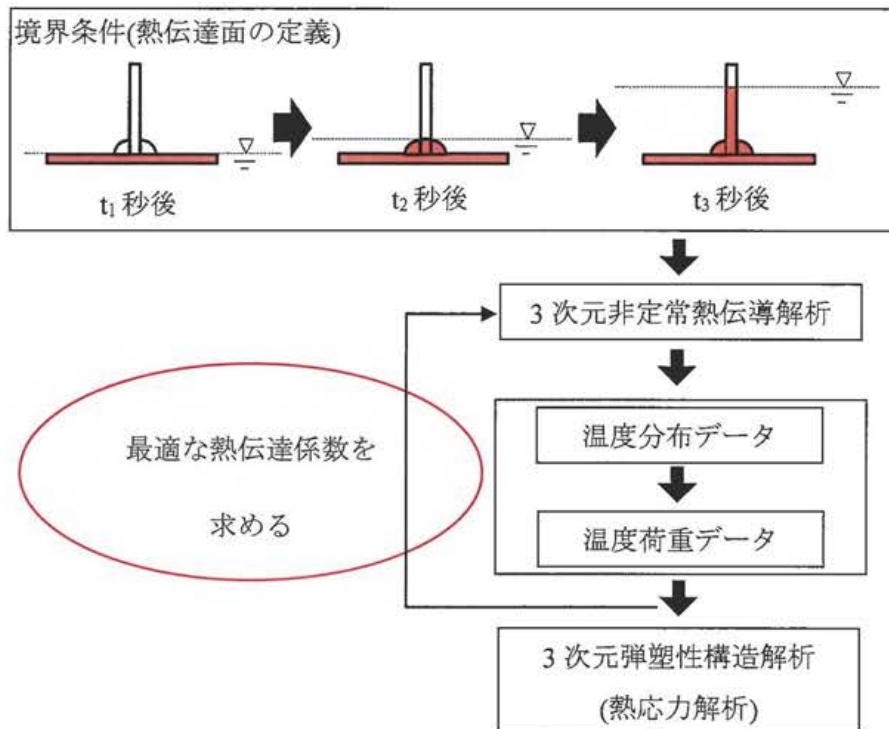 境界条件(熱伝達面の定義)
t₁ 秒後
t₂ 秒後
t₃ 秒後
3 次元非定常熱伝導解析
最適な熱伝達係数を
求める
温度分布データ
温度荷重データ
3 次元弾塑性構造解析
(熱応力解析)